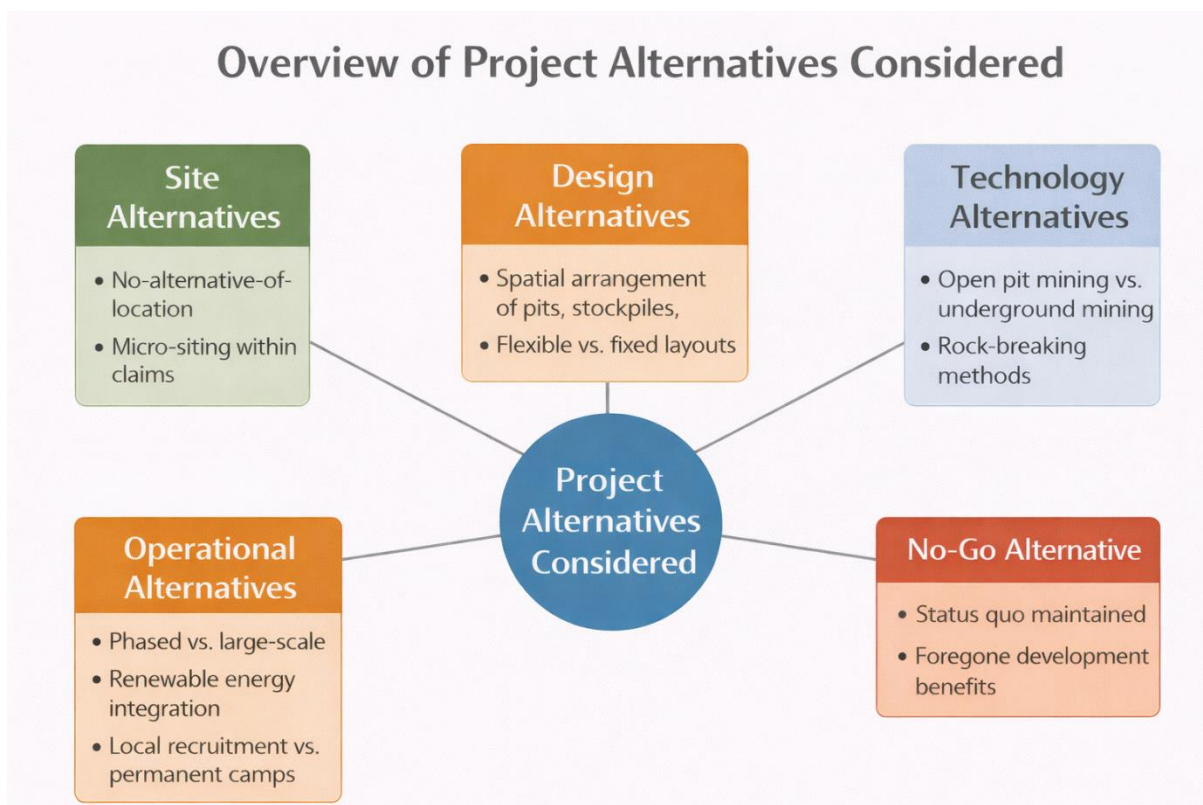 Overview of Project Alternatives Considered
Site
Alternatives
• No-alternative-of-
location
• Micro-siting within
claims
Design
Alternatives
• Spatial arrangement
of pits, stockpiles,
• Flexible vs. fixed layouts
Technology
Alternatives
• Open pit mining vs.
underground mining
• Rock-breaking
methods
Project
Alternatives
Considered
Operational
Alternatives
• Phased vs. large-scale
• Renewable energy
integration
• Local recruitment vs.
permanent camps
No-Go Alternative
• Status quo maintained
• Foregone development
benefits